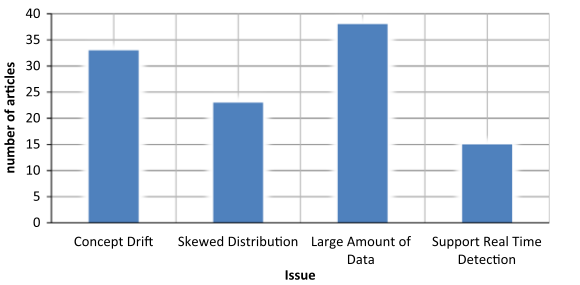 40
35
30
25
20
15
10
5
0
number of articles
Concept Drift
Skewed Distribution
Large Amount of
Data
Support Real Time
Detection
Issue